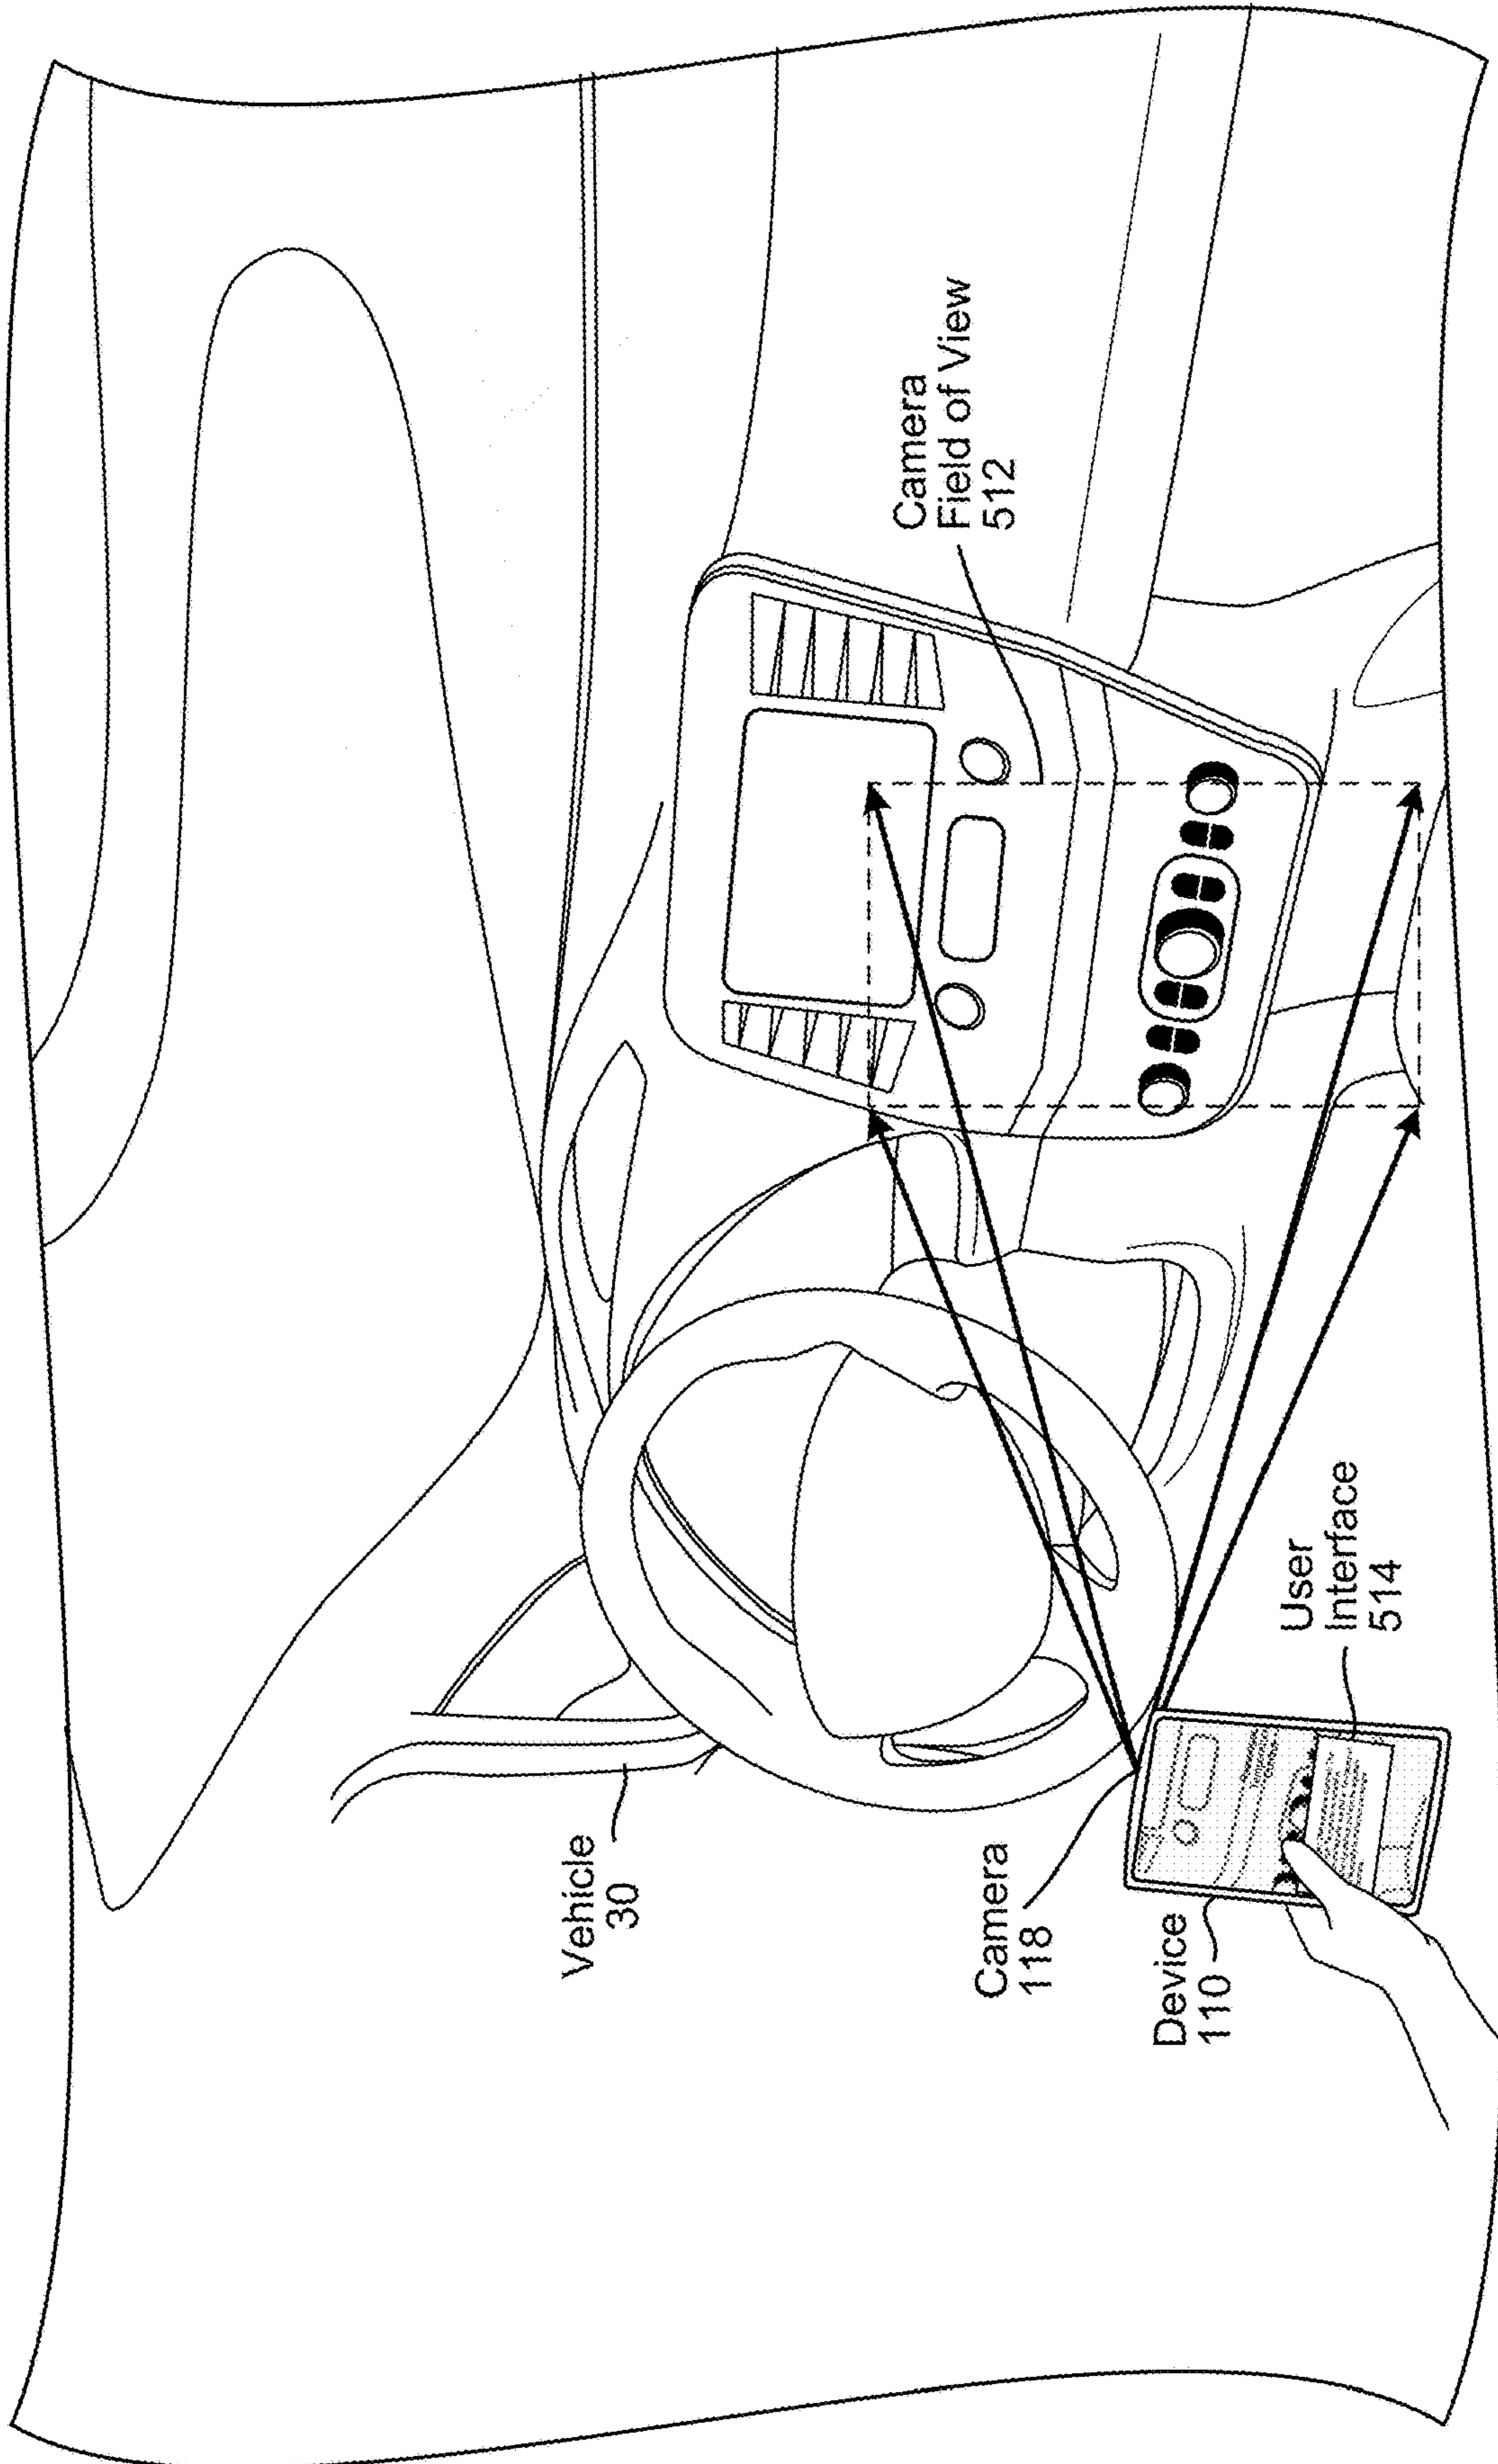 Vehicle
30
Camera
118
Device
110
User
Interface
514
Camera
Field of View
512